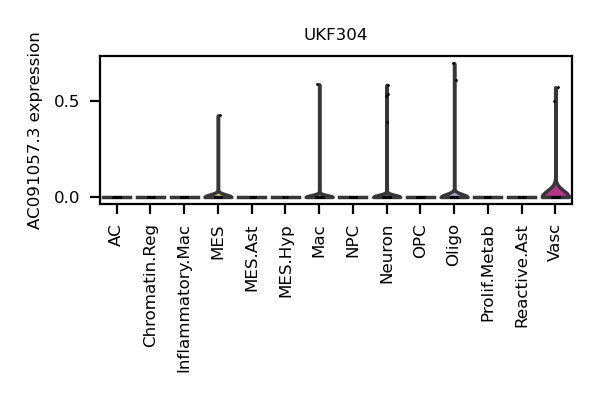 UKF304
AC091057.3 expression
0.5
0.0
AC
Chromatin.Reg
Inflammatory.Mac
MES
MES.Ast
MES.Hyp
Mac
NPC
Neuron
OPC
Oligo
Prolif.Metab
Reactive.Ast
Vasc